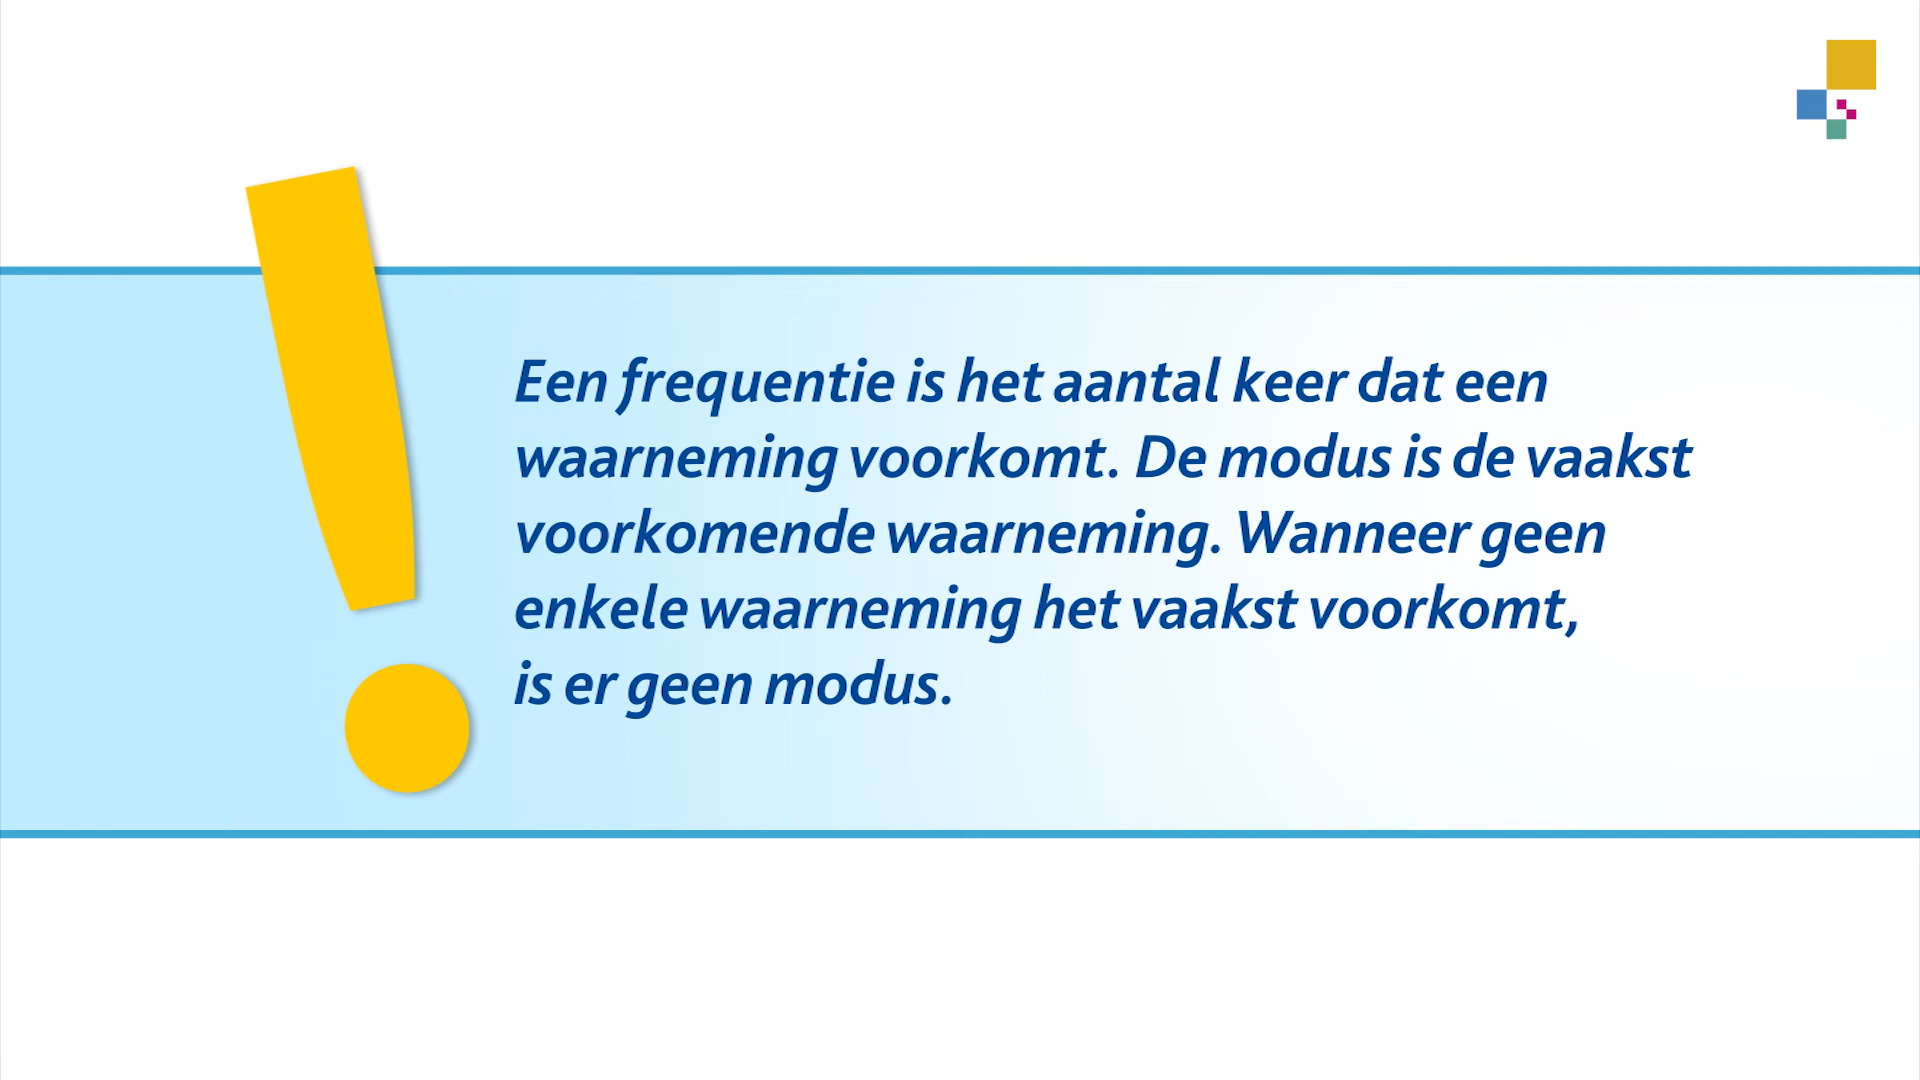 Een frequentie is het aantal keer dat een
waarneming voorkomt. De modus is de vaakst
voorkomende waarneming. Wanneer geen
enkele waarneming het vaakst voorkomt,
is er geen modus.